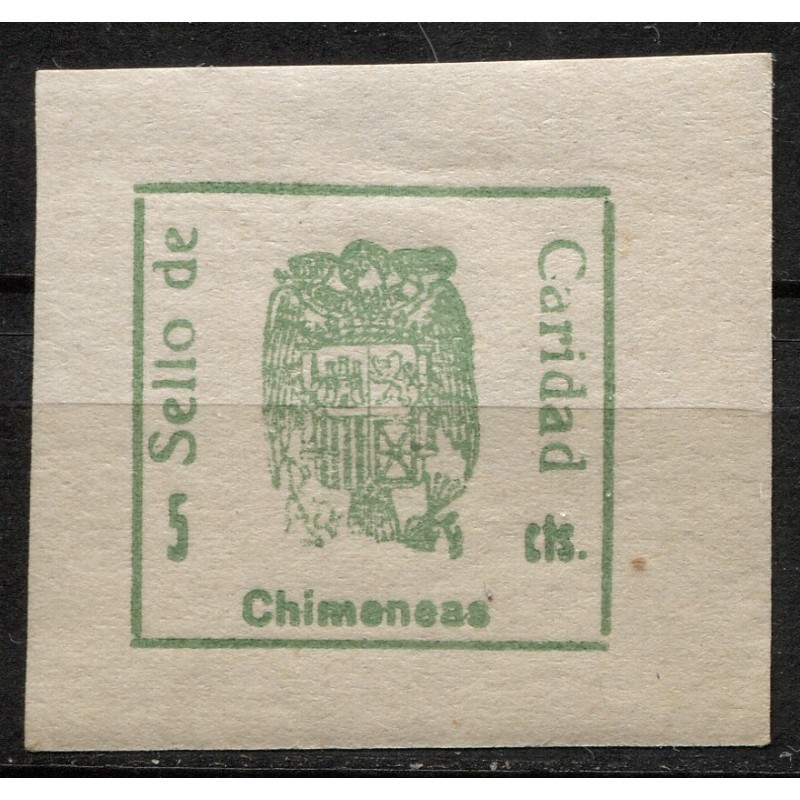 Sello de
Caridad
5
cts.
Chimeneas